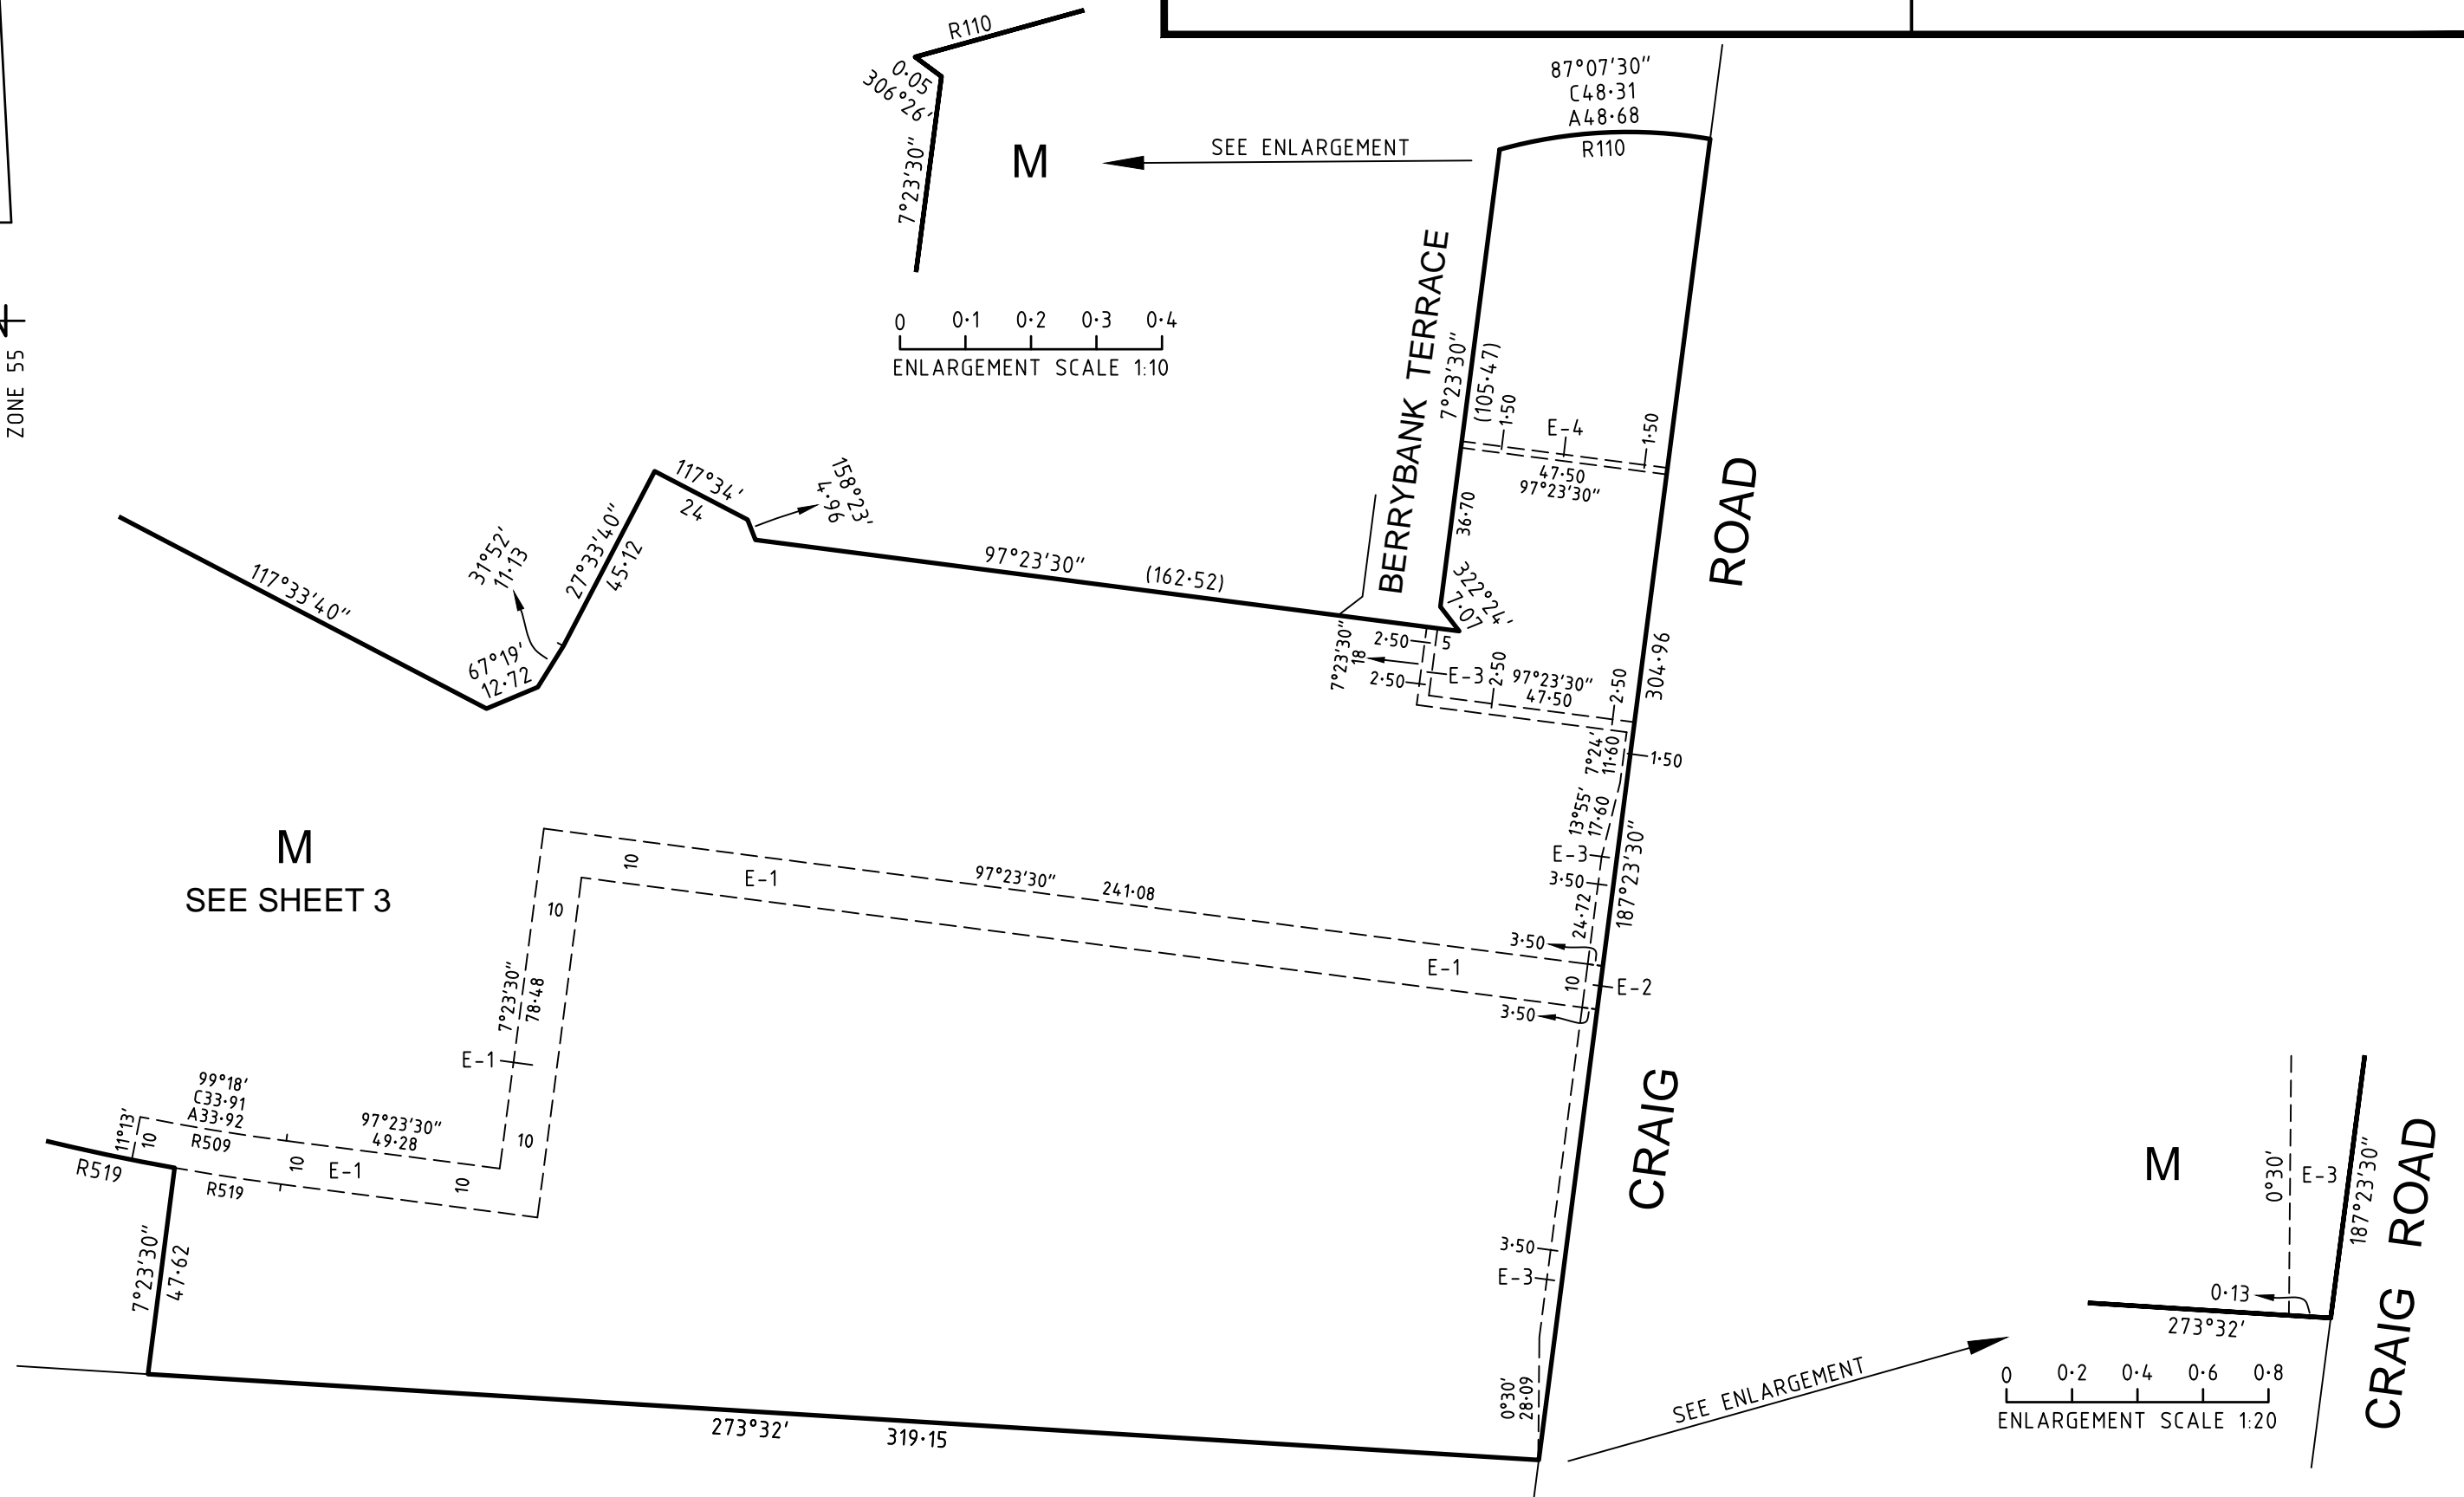 R110
0·05
306°26'
7°23'30"
M
SEE ENLARGEMENT
87°07'30"
C48·31
A48·68
R110
0 0·1 0·2 0·3 0·4
ENLARGEMENT SCALE 1:10
ZONE 55
BERRYBANK TERRACE
7°23'30"
(105·47)
1·50
E-4
1·50
47·50
97°23'30"
36·70
ROAD
117°34'
24
158°23'
4·96
31°52'
11·13
27°33'40"
45·12
117°33'40"
67°19'
12·72
97°23'30" (162·52)
322°24'
7·07
7°23'30"
18
2·50
5
2·50
E-3
2·50
97°23'30"
47·50
2·50
304·96
7°24'
11·60
1·50
13°55'
17·60
E-3
3·50
187°23'30"
24·72
M
SEE SHEET 3
10
E-1
97°23'30" 241·08
10
3·50
E-1
10
E-2
3·50
7°23'30"
78·48
E-1
99°18'
C33·91
A33·92
R509
11°13'
10
97°23'30"
49·28
10
R519
R519
10
E-1
10
7°23'30"
47·62
CRAIG
3·50
E-3
0°30'
28·09
273°32' 319·15
SEE ENLARGEMENT
M
0°30'
E-3
187°23'30"
0·13
273°32'
CRAIG ROAD
0 0·2 0·4 0·6 0·8
ENLARGEMENT SCALE 1:20